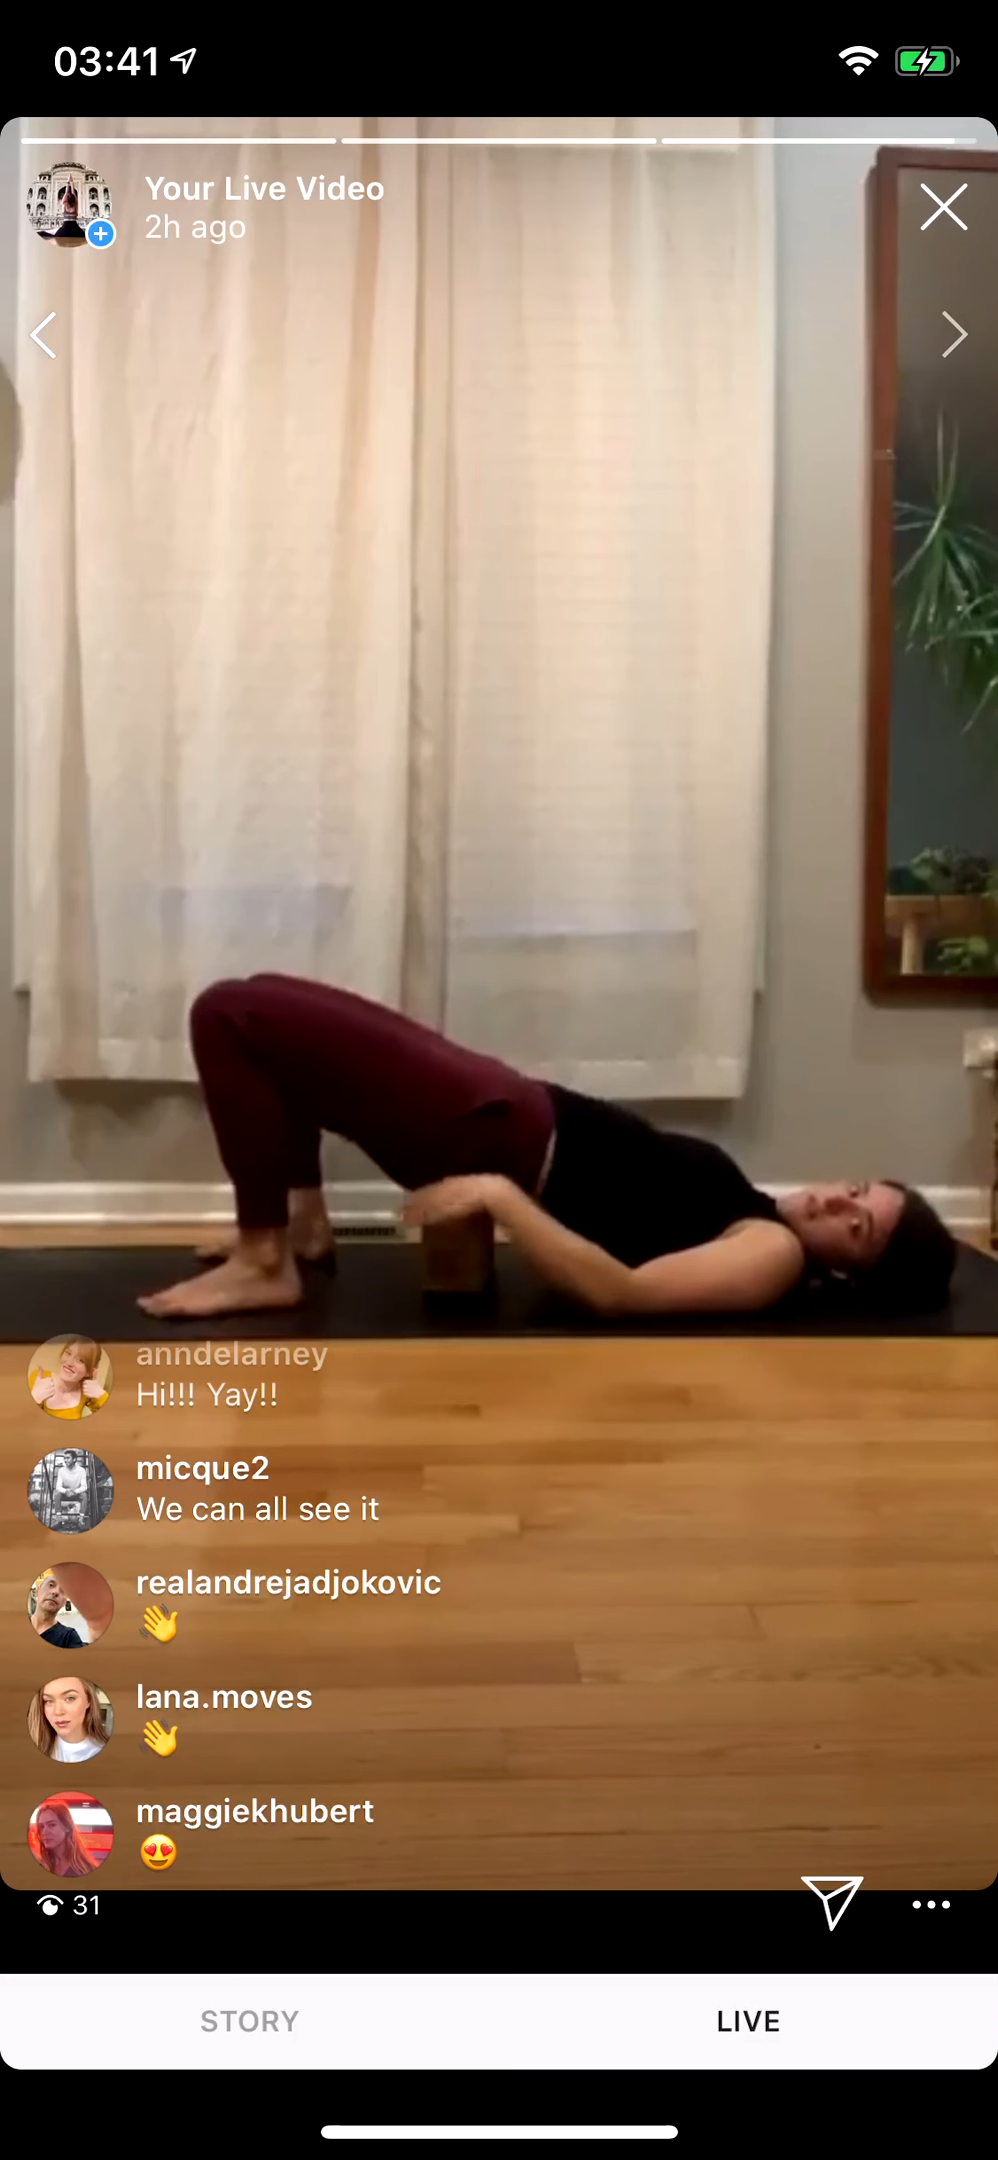 03:41
Your Live Video
2h ago
anndelarney
Hi!!! Yay!!
micque2
We can all see it
realandrejadjokovic
👋
lana.moves
👋
maggiekhubert
😍
31
STORY
LIVE